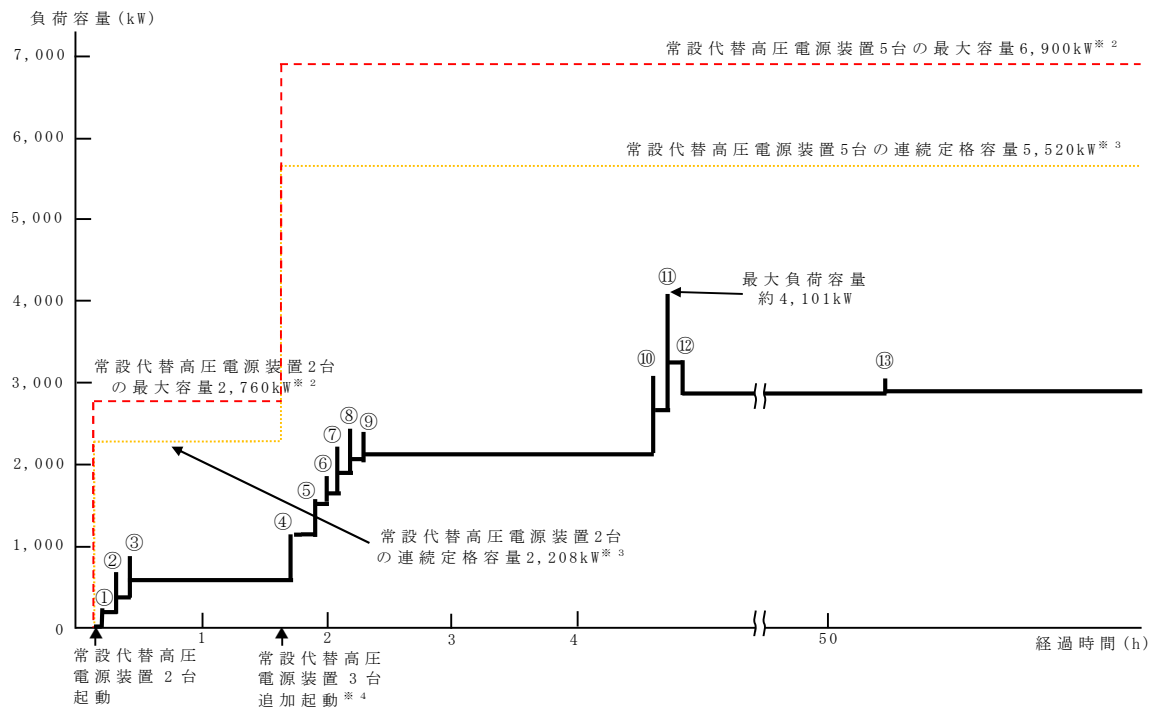 負荷容量(kW)
7,000
6,000
5,000
4,000
3,000
2,000
1,000
0
常設代替高圧電源装置5台の最大容量6,900kW※2
常設代替高圧電源装置5台の連続定格容量5,520kW※3
⑪
最大負荷容量
約4,101kW
⑩
⑫
⑬
常設代替高圧電源装置2台
の最大容量2,760kW※2
⑧
⑨
⑦
⑥
⑤
④
常設代替高圧電源装置2台
の連続定格容量2,208kW※3
③
②
①
1
2
3
4
50
経過時間(h)
常設代替高圧
電源装置2台
起動
常設代替高圧
電源装置3台
追加起動※4